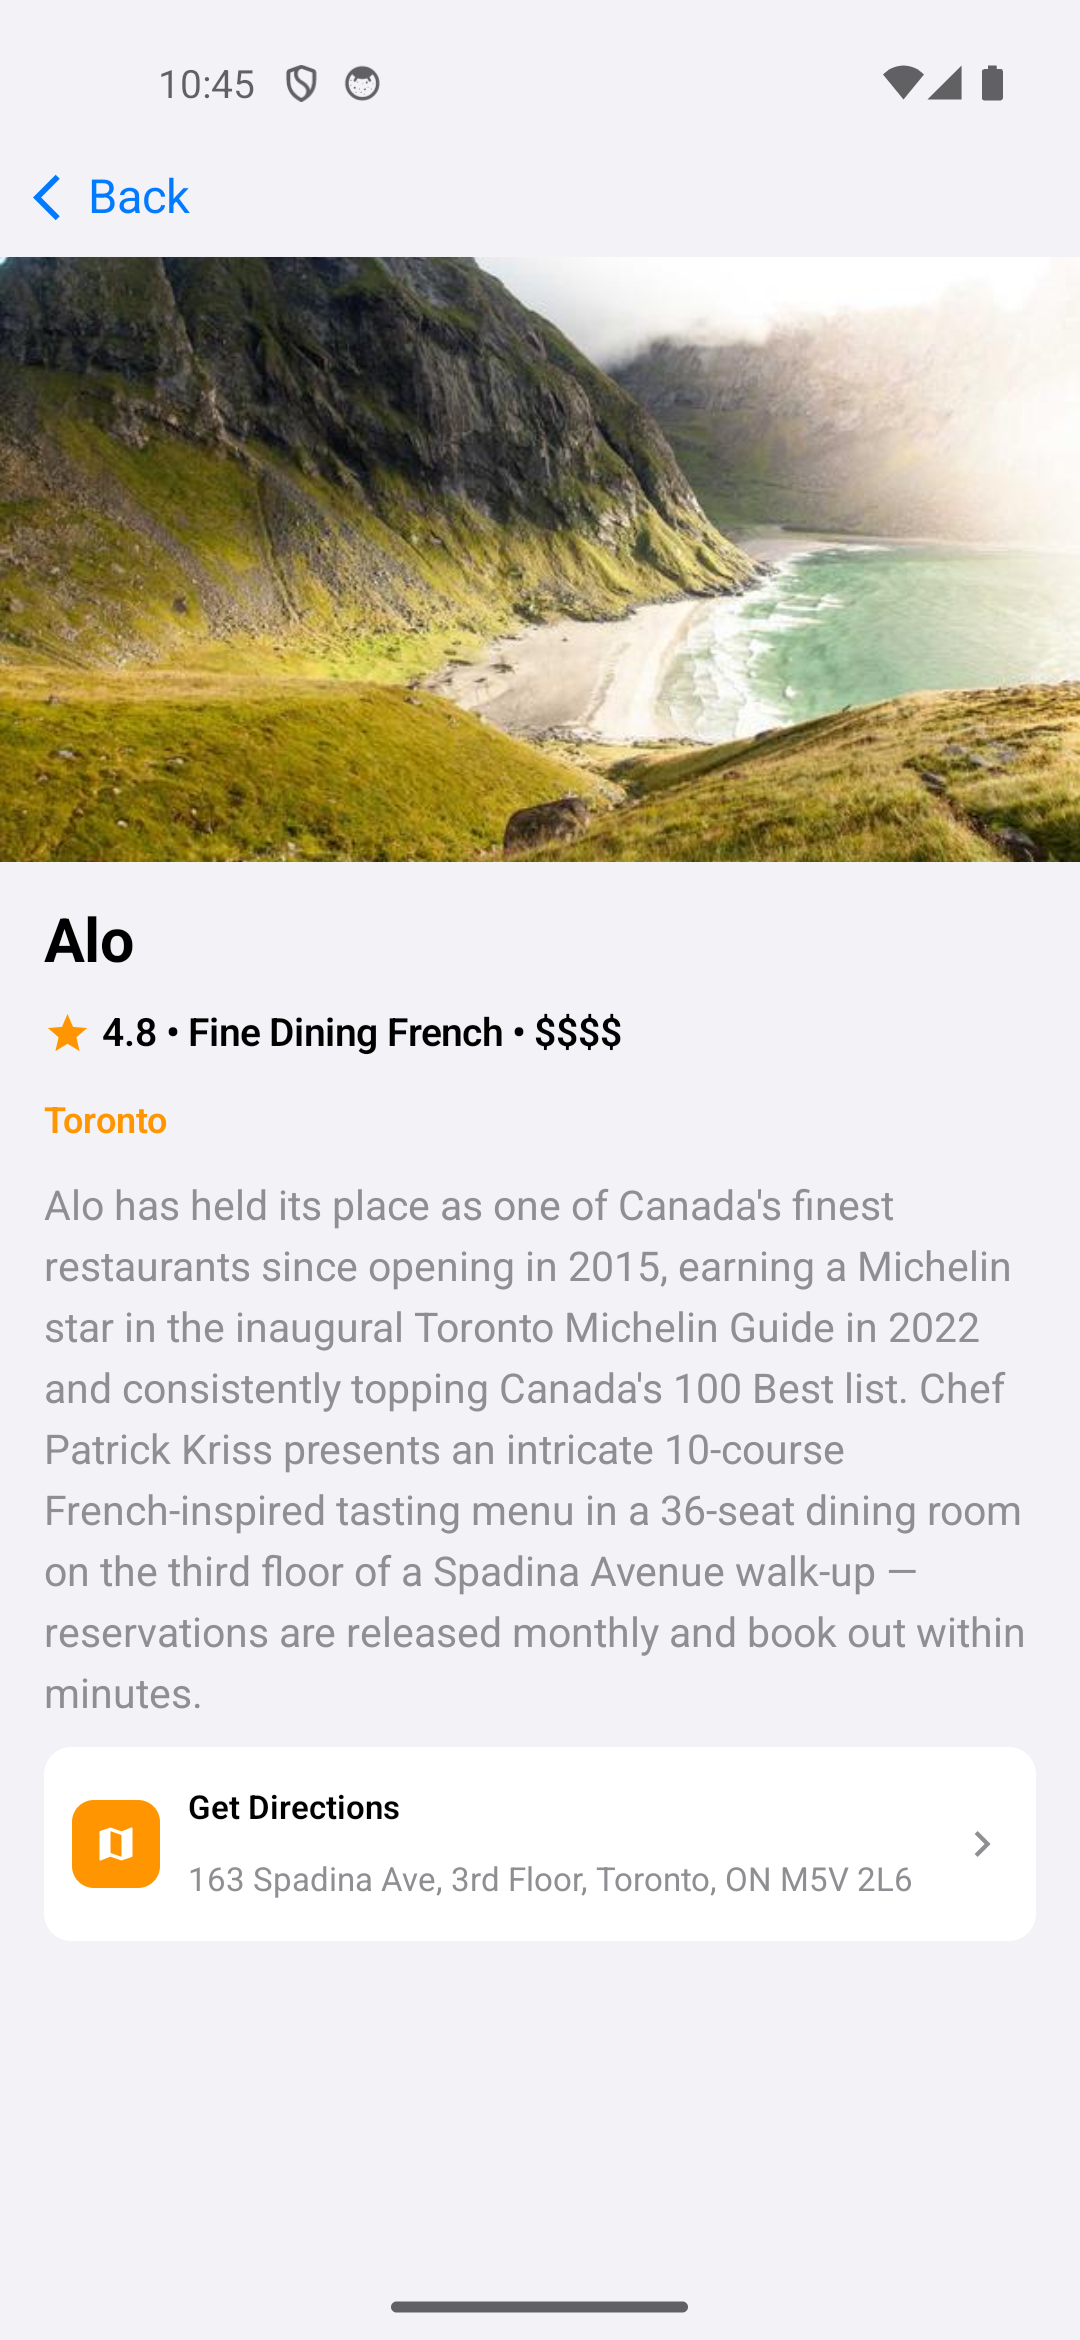 10:45
Back
Alo
4.8 • Fine Dining French • $$$$
Toronto
Alo has held its place as one of Canada's finest
restaurants since opening in 2015, earning a Michelin
star in the inaugural Toronto Michelin Guide in 2022
and consistently topping Canada's 100 Best list. Chef
Patrick Kriss presents an intricate 10-course
French-inspired tasting menu in a 36-seat dining room
on the third floor of a Spadina Avenue walk-up —
reservations are released monthly and book out within
minutes.
Get Directions
163 Spadina Ave, 3rd Floor, Toronto, ON M5V 2L6